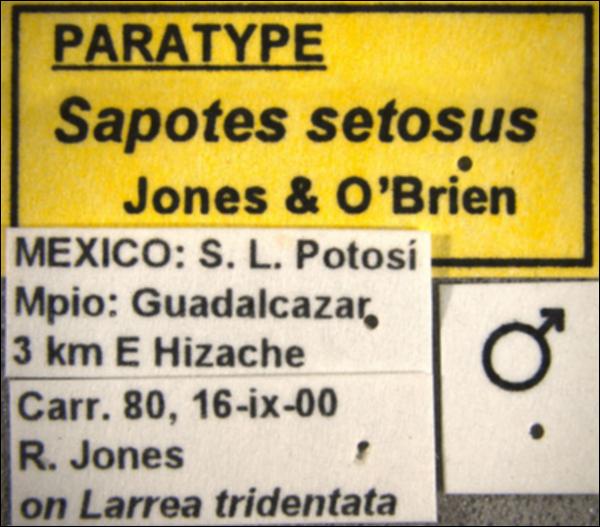 PARATYPE
Sapotes setosus
Jones & O'Brien
MEXICO: S. L. Potosí
Mpio: Guadalcazar
3 km E Hizache
Carr. 80, 16-ix-00
R. Jones
on Larrea tridentata
♂